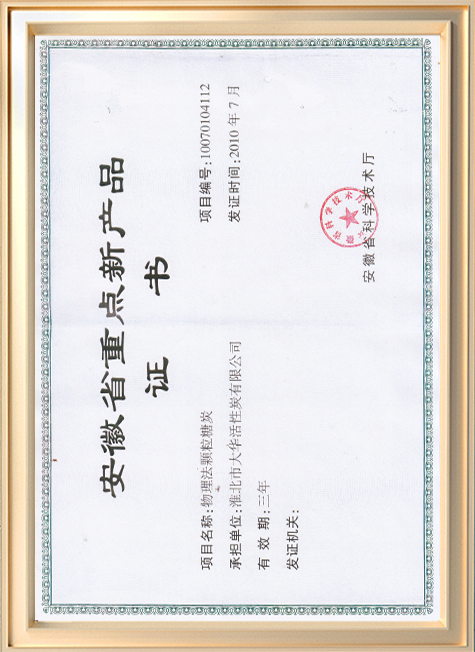 安徽省重点新产品
证书
项目名称:物理法颗粒糖炭
项目编号:10070104112
承担单位:淮北市大华活性炭有限公司
发证时间:2010年7月
有效期:三年
发证机关:
安徽省科学技术厅